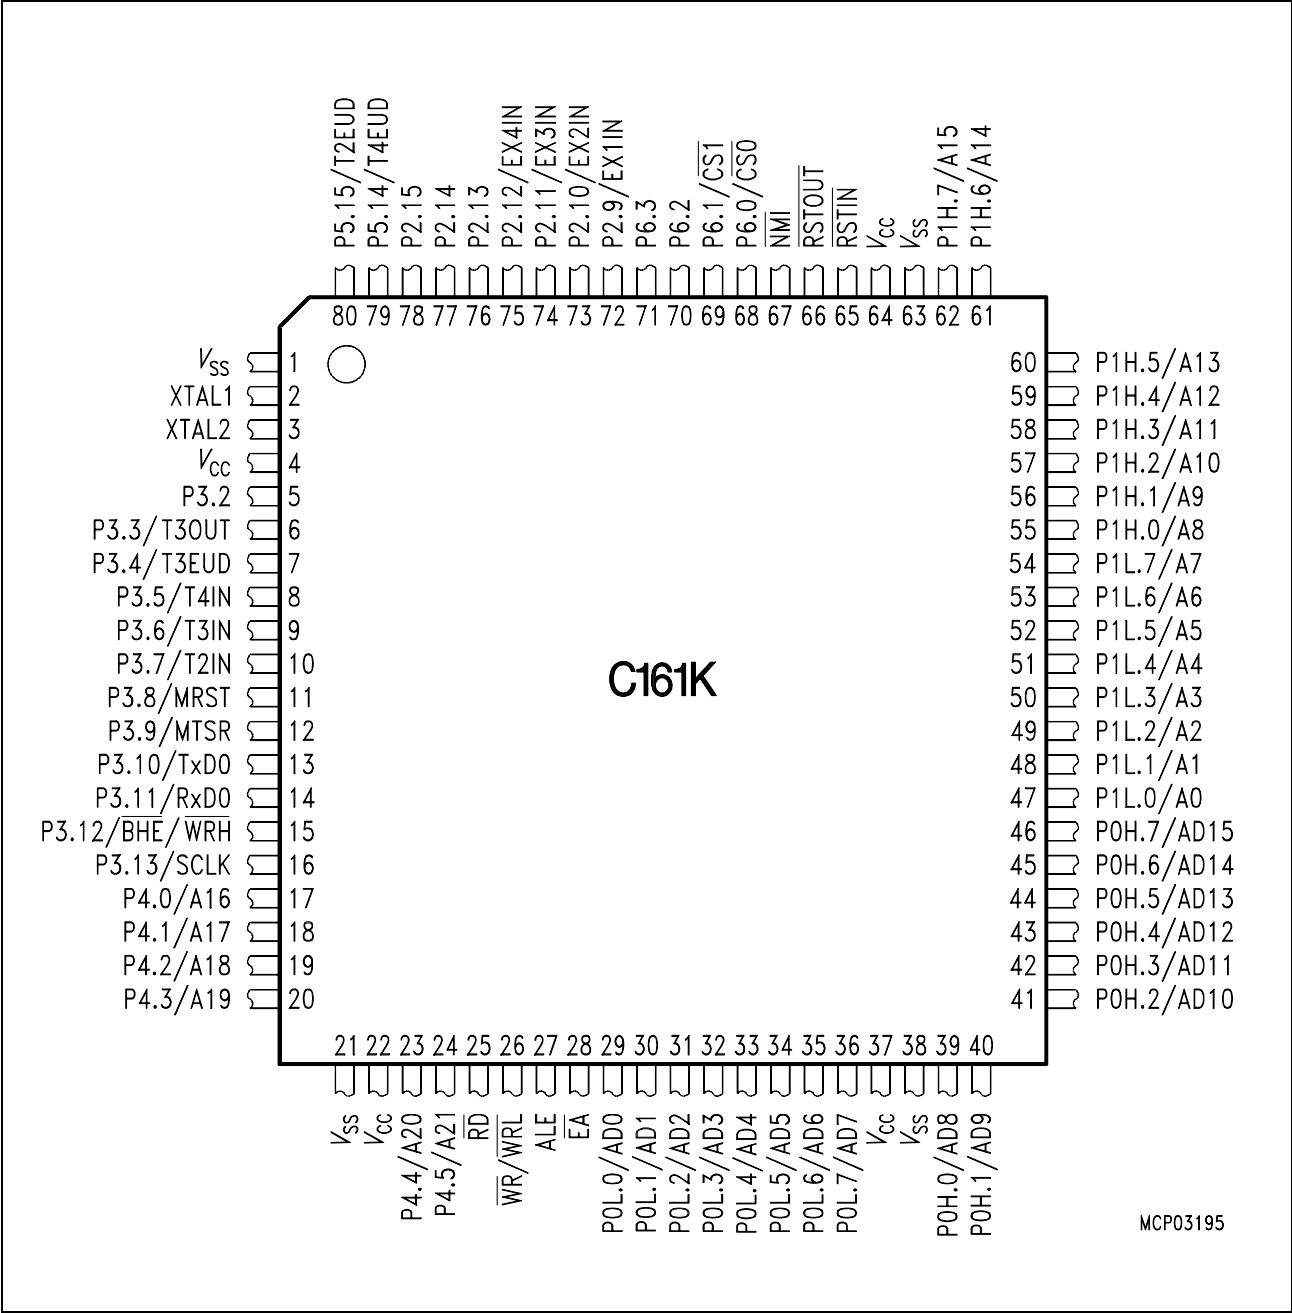 P5.15/T2EUD
P5.14/T4EUD
P2.15
P2.14
P2.13
P2.12/EX4IN
P2.11/EX3IN
P2.10/EX2IN
P2.9/EX1IN
P6.3
P6.2
P6.1/C̅S̅1̅
P6.0/C̅S̅0̅
N̅M̅I̅
R̅S̅T̅O̅U̅T̅
R̅S̅T̅I̅N̅
VCC
VSS
P1H.7/A15
P1H.6/A14
80 79 78 77 76 75 74 73 72 71 70 69 68 67 66 65 64 63 62 61
VSS 1
XTAL1 2
XTAL2 3
VCC 4
P3.2 5
P3.3/T3OUT 6
P3.4/T3EUD 7
P3.5/T4IN 8
P3.6/T3IN 9
P3.7/T2IN 10
P3.8/MRST 11
P3.9/MTSR 12
P3.10/TxD0 13
P3.11/RxD0 14
P3.12/B̅H̅E̅/W̅R̅H̅ 15
P3.13/SCLK 16
P4.0/A16 17
P4.1/A17 18
P4.2/A18 19
P4.3/A19 20
C161K
60 P1H.5/A13
59 P1H.4/A12
58 P1H.3/A11
57 P1H.2/A10
56 P1H.1/A9
55 P1H.0/A8
54 P1L.7/A7
53 P1L.6/A6
52 P1L.5/A5
51 P1L.4/A4
50 P1L.3/A3
49 P1L.2/A2
48 P1L.1/A1
47 P1L.0/A0
46 P0H.7/AD15
45 P0H.6/AD14
44 P0H.5/AD13
43 P0H.4/AD12
42 P0H.3/AD11
41 P0H.2/AD10
21 22 23 24 25 26 27 28 29 30 31 32 33 34 35 36 37 38 39 40
VSS
VCC
P4.4/A20
P4.5/A21
R̅D̅
W̅R̅/W̅R̅L̅
ALE
E̅A̅
P0L.0/AD0
P0L.1/AD1
P0L.2/AD2
P0L.3/AD3
P0L.4/AD4
P0L.5/AD5
P0L.6/AD6
P0L.7/AD7
VCC
VSS
P0H.0/AD8
P0H.1/AD9
MCP03195